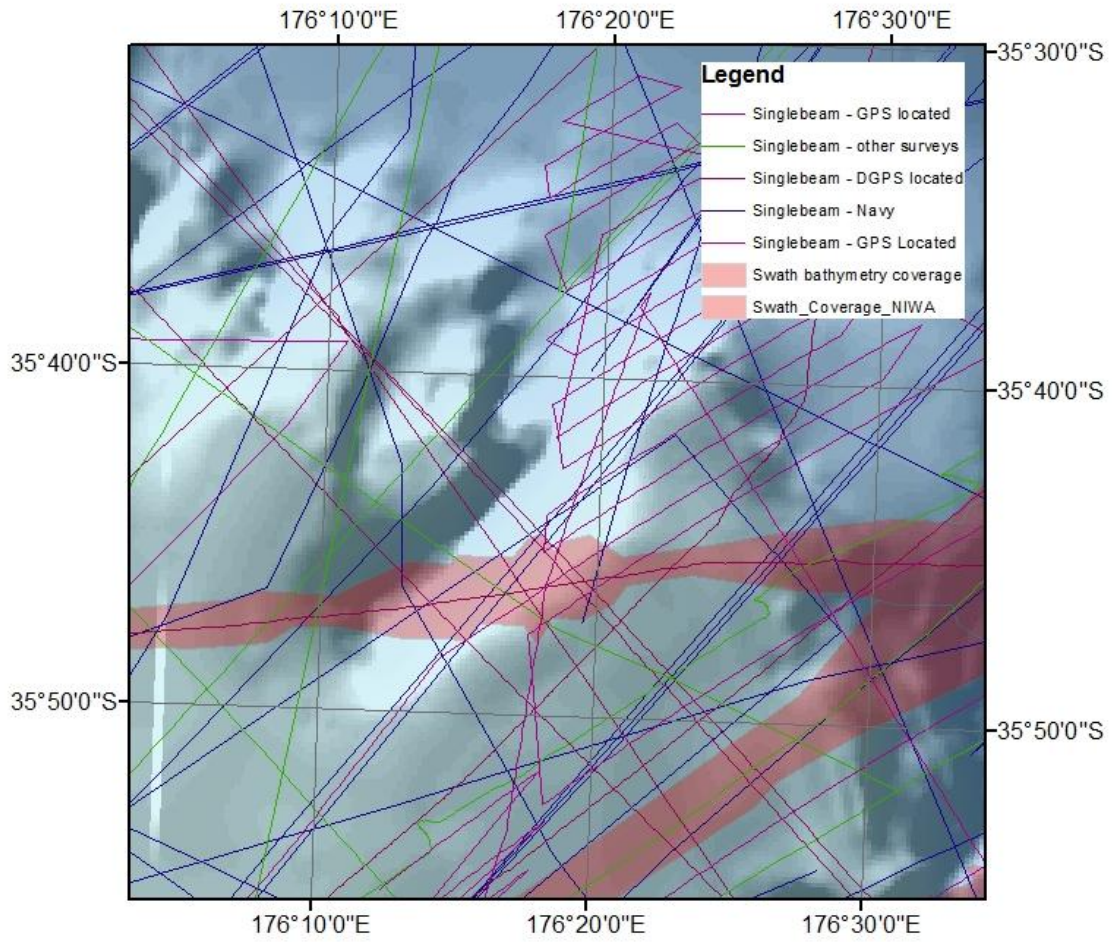 176°10'0"E 176°20'0"E 176°30'0"E
35°30'0"S
Legend
Singlebeam - GPS located
Singlebeam - other surveys
Singlebeam - DGPS located
Singlebeam - Navy
Singlebeam - GPS Located
Swath bathymetry coverage
Swath_Coverage_NIWA
35°40'0"S
35°40'0"S
35°50'0"S
35°50'0"S
176°10'0"E 176°20'0"E 176°30'0"E